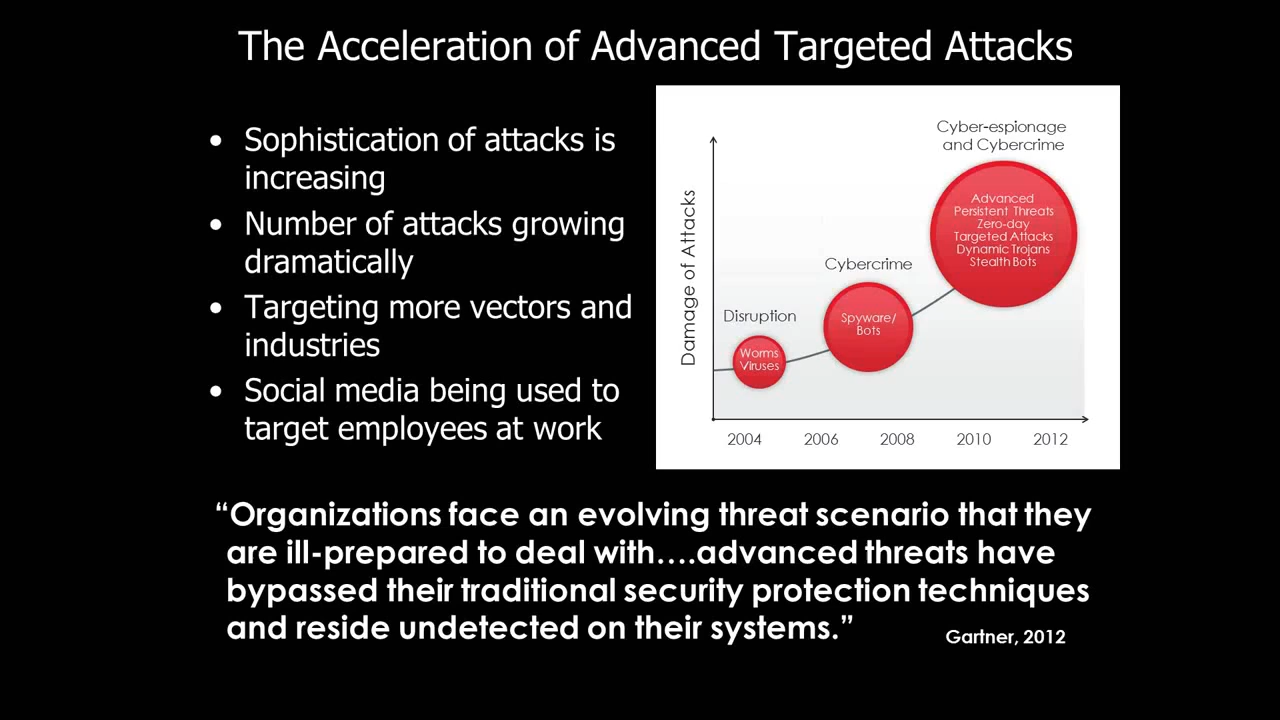 The Acceleration of Advanced Targeted Attacks
• Sophistication of attacks is
increasing
• Number of attacks growing
dramatically
• Targeting more vectors and
industries
• Social media being used to
target employees at work
Damage of Attacks
Cyber-espionage
and Cybercrime
Advanced
Persistent Threats
Zero-day
Targeted Attacks
Dynamic Trojans
Stealth Bots
Cybercrime
Spyware/
Bots
Disruption
Worms
Viruses
2004 2006 2008 2010 2012
“Organizations face an evolving threat scenario that they
are ill-prepared to deal with….advanced threats have
bypassed their traditional security protection techniques
and reside undetected on their systems.”
Gartner, 2012